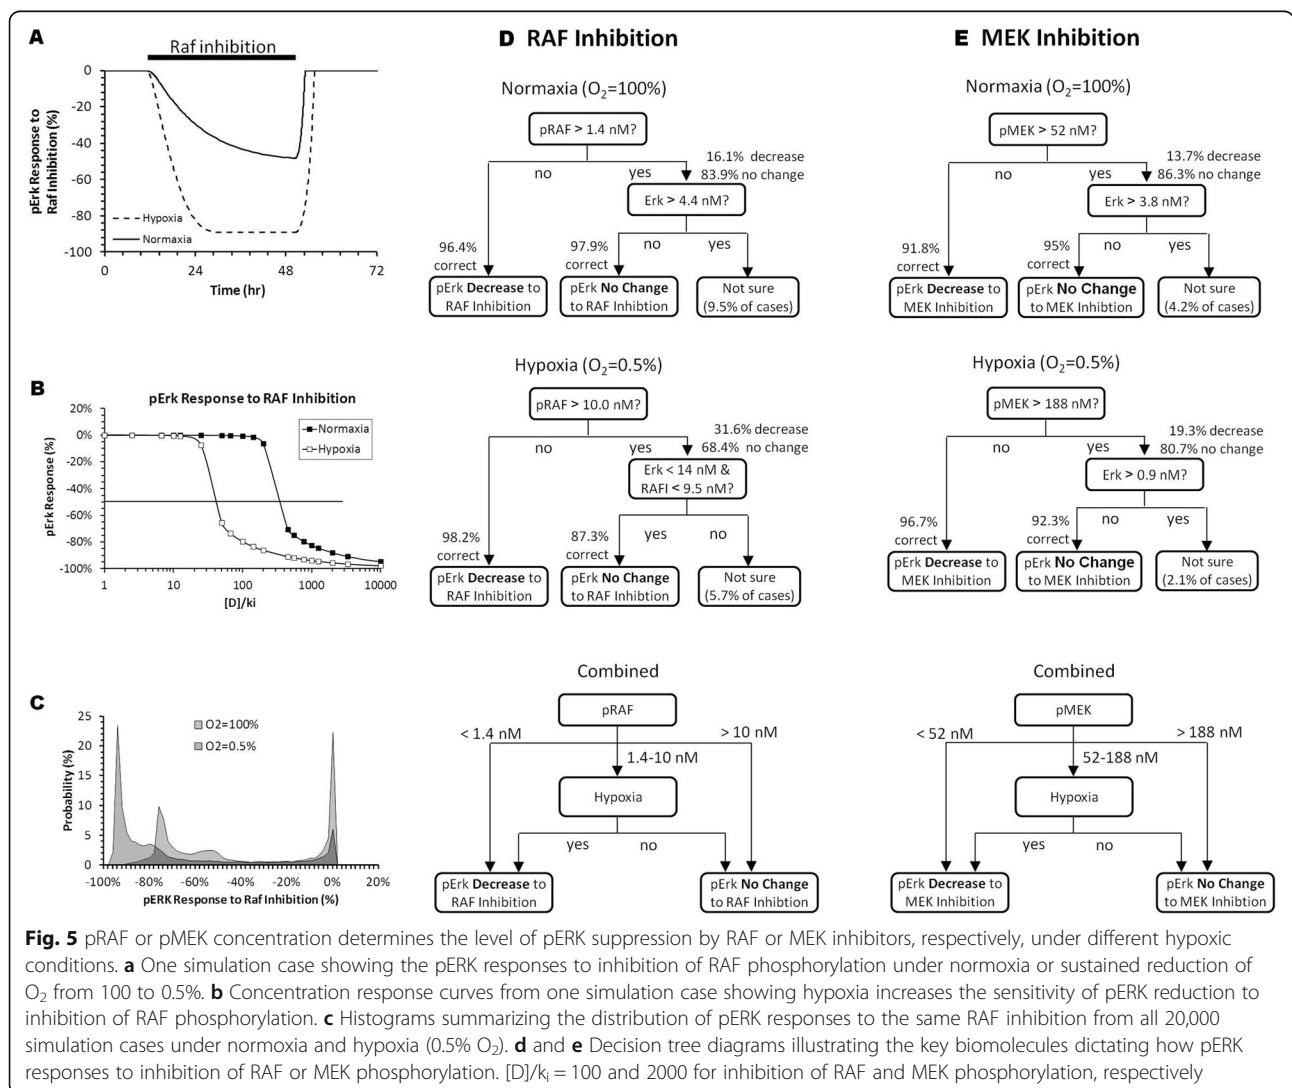 A
Raf inhibition
0
-20
-40
-60
-80
-100
pErk Response to
Raf Inhibition (%)
Hypoxia
Normaxia
0
24
48
72
Time (hr)
B
pErk Response to RAF Inhibition
20%
0%
-20%
-40%
-60%
-80%
-100%
pErk Response (%)
Normaxia
Hypoxia
1
10
100
1000
10000
[D]/ki
C
O2=100%
O2=0.5%
25
20
15
10
5
0
Probability (%)
-100%
-80%
-60%
-40%
-20%
0%
20%
pERK Response to Raf Inhibition (%)
D RAF Inhibition
Normaxia (O2=100%)
pRAF > 1.4 nM?
no
yes
16.1% decrease
83.9% no change
Erk > 4.4 nM?
96.4%
correct
97.9%
correct
no
yes
pErk Decrease to
RAF Inhibition
pErk No Change
to RAF Inhibtion
Not sure
(9.5% of cases)
Hypoxia (O2=0.5%)
pRAF > 10.0 nM?
no
yes
31.6% decrease
68.4% no change
Erk < 14 nM &
RAFI < 9.5 nM?
98.2%
correct
87.3%
correct
yes
no
pErk Decrease to
RAF Inhibition
pErk No Change
to RAF Inhibtion
Not sure
(5.7% of cases)
Combined
pRAF
< 1.4 nM
> 10 nM
1.4-10 nM
Hypoxia
yes
no
pErk Decrease to
RAF Inhibition
pErk No Change
to RAF Inhibtion
E MEK Inhibition
Normaxia (O2=100%)
pMEK > 52 nM?
no
yes
13.7% decrease
86.3% no change
Erk > 3.8 nM?
91.8%
correct
95%
correct
no
yes
pErk Decrease to
MEK Inhibition
pErk No Change
to MEK Inhibtion
Not sure
(4.2% of cases)
Hypoxia (O2=0.5%)
pMEK > 188 nM?
no
yes
19.3% decrease
80.7% no change
Erk > 0.9 nM?
96.7%
correct
92.3%
correct
no
yes
pErk Decrease to
MEK Inhibition
pErk No Change
to MEK Inhibtion
Not sure
(2.1% of cases)
Combined
pMEK
< 52 nM
> 188 nM
52-188 nM
Hypoxia
yes
no
pErk Decrease to
MEK Inhibition
pErk No Change
to MEK Inhibtion
Fig. 5 pRAF or pMEK concentration determines the level of pERK suppression by RAF or MEK inhibitors, respectively, under different hypoxic
conditions. a One simulation case showing the pERK responses to inhibition of RAF phosphorylation under normoxia or sustained reduction of
O2 from 100 to 0.5%. b Concentration response curves from one simulation case showing hypoxia increases the sensitivity of pERK reduction to
inhibition of RAF phosphorylation. c Histograms summarizing the distribution of pERK responses to the same RAF inhibition from all 20,000
simulation cases under normoxia and hypoxia (0.5% O2). d and e Decision tree diagrams illustrating the key biomolecules dictating how pERK
responses to inhibition of RAF or MEK phosphorylation. [D]/ki = 100 and 2000 for inhibition of RAF and MEK phosphorylation, respectively